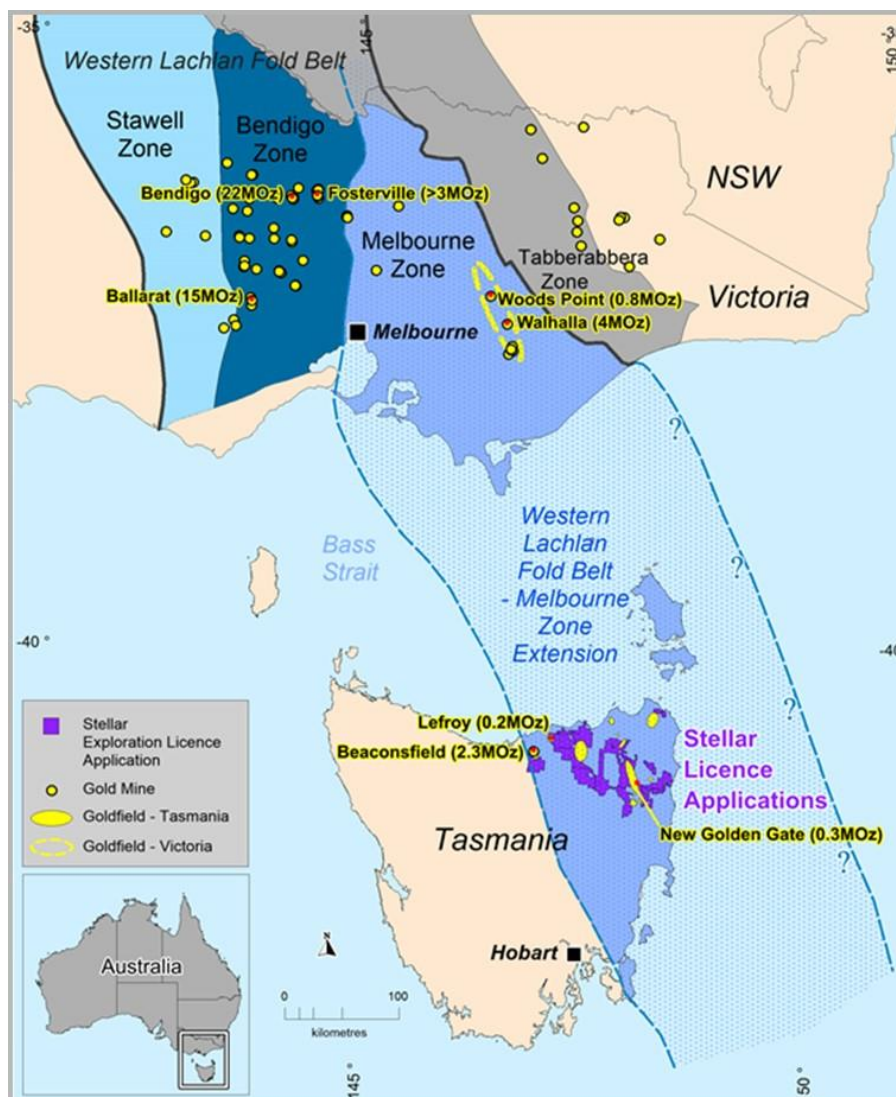 -35°
145°
-3
150°
Western Lachlan Fold Belt
Stawell
Zone
Bendigo
Zone
Bendigo (22MOz)
Fosterville (>3MOz)
NSW
Melbourne
Zone
Tabberabbera
Zone
Ballarat (15MOz)
Woods Point (0.8MOz)
Victoria
Walhalla (4MOz)
Melbourne
?
Bass
Strait
Western
Lachlan
Fold Belt
- Melbourne
Zone
Extension
?
-40°
-40
?
Stellar
Exploration Licence
Application
Gold Mine
Goldfield - Tasmania
Goldfield - Victoria
Lefroy (0.2MOz)
Beaconsfield (2.3MOz)
Stellar
Licence
Applications
New Golden Gate (0.3MOz)
Tasmania
?
Australia
N
Hobart
0 100
kilometres
145°
150°